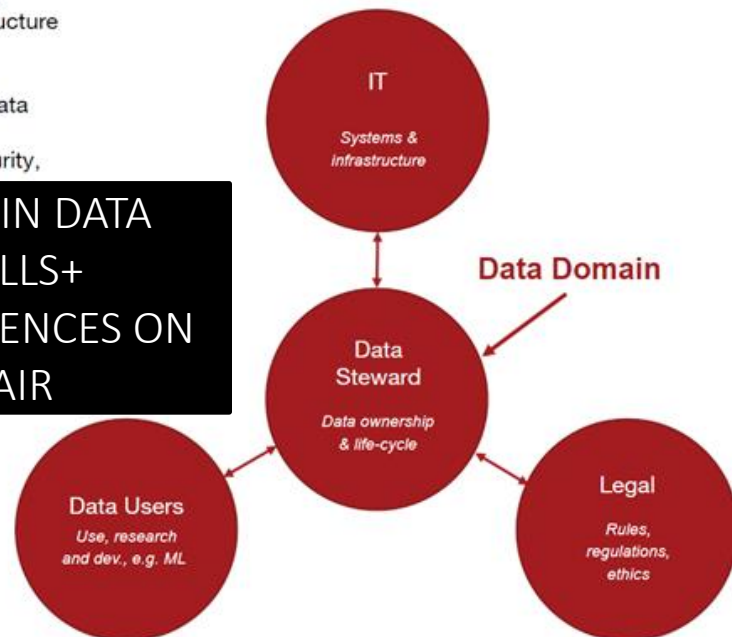 ucture
ata
urity,
IN DATA
LLS+
ENCES ON
AIR
IT
Systems &
infrastructure
Data Domain
Data
Steward
Data ownership
& life-cycle
Data Users
Use, research
and dev., e.g. ML
Legal
Rules,
regulations,
ethics